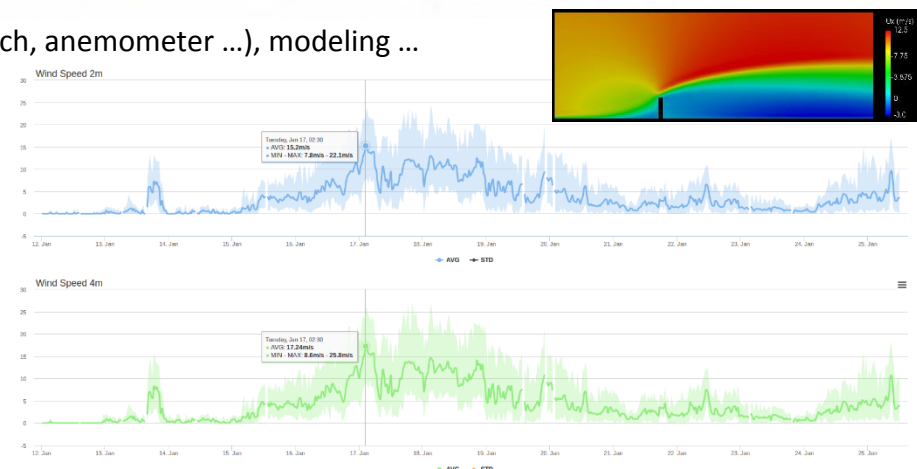 ch, anemometer ...), modeling ...
Ux (m/s)
12.5
7.75
3.875
0
-3.0
Wind Speed 2m
30
25
20
15
10
5
0
-5
Tuesday, Jan 17, 02:30
AVG: 15.2m/s
MIN - MAX: 7.8m/s - 22.1m/s
12. Jan 13. Jan 14. Jan 15. Jan 16. Jan 17. Jan 18. Jan 19. Jan 20. Jan 21. Jan 22. Jan 23. Jan 24. Jan 25. Jan
AVG STD
Wind Speed 4m
30
25
20
15
10
5
0
-5
Tuesday, Jan 17, 02:30
AVG: 17.24m/s
MIN - MAX: 8.6m/s - 25.8m/s
12. Jan 13. Jan 14. Jan 15. Jan 16. Jan 17. Jan 18. Jan 19. Jan 20. Jan 21. Jan 22. Jan 23. Jan 24. Jan 25. Jan
AVG STD